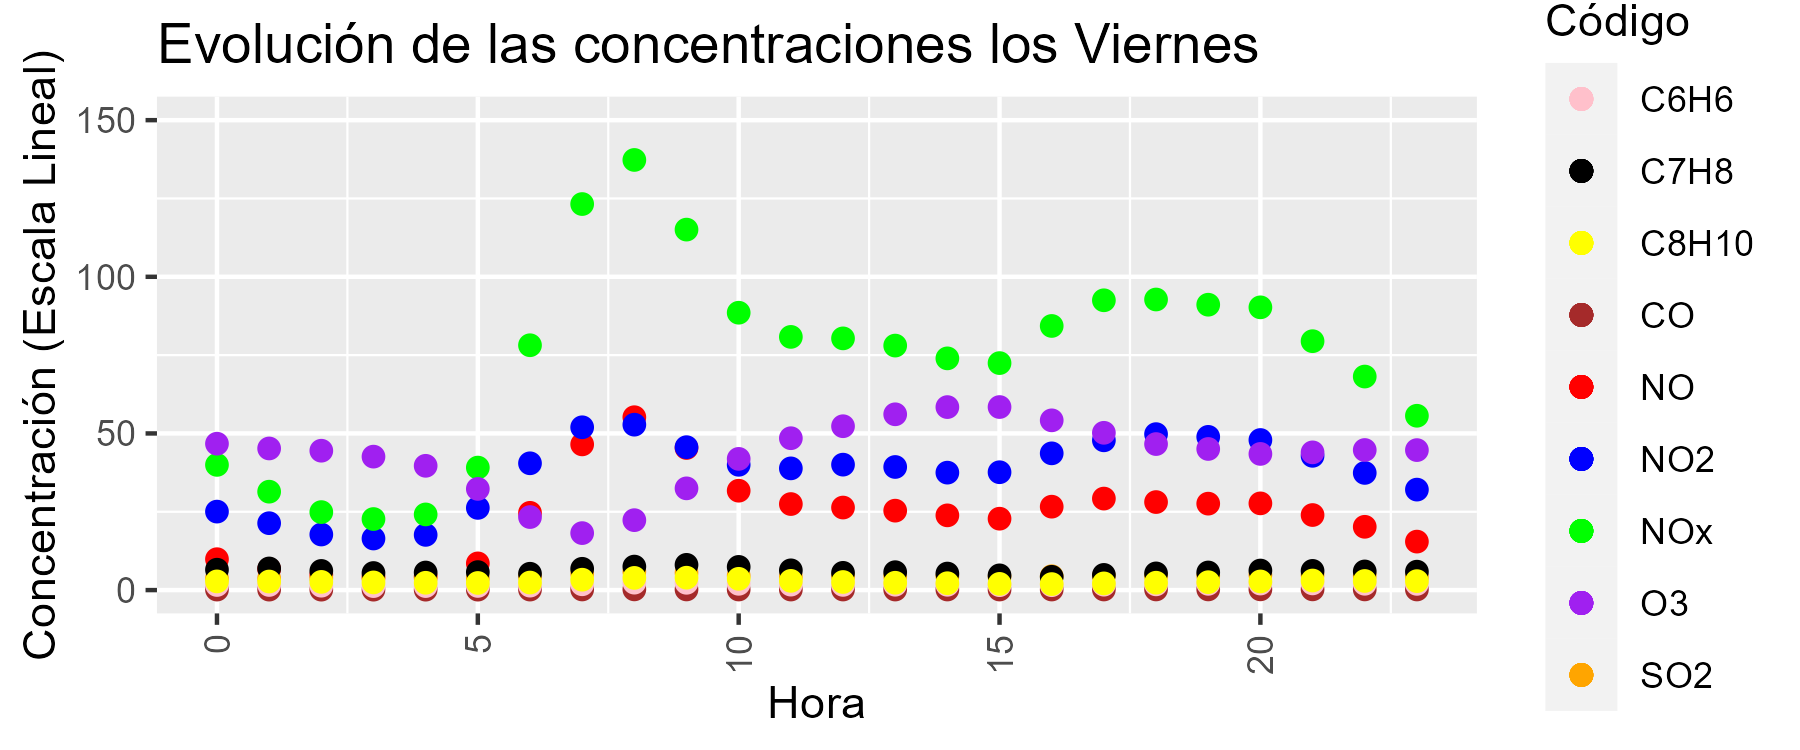 Evolución de las concentraciones los Viernes
Concentración (Escala Lineal)
150
100
50
0
0
5
10
15
20
Hora
Código
C6H6
C7H8
C8H10
CO
NO
NO2
NOx
O3
SO2